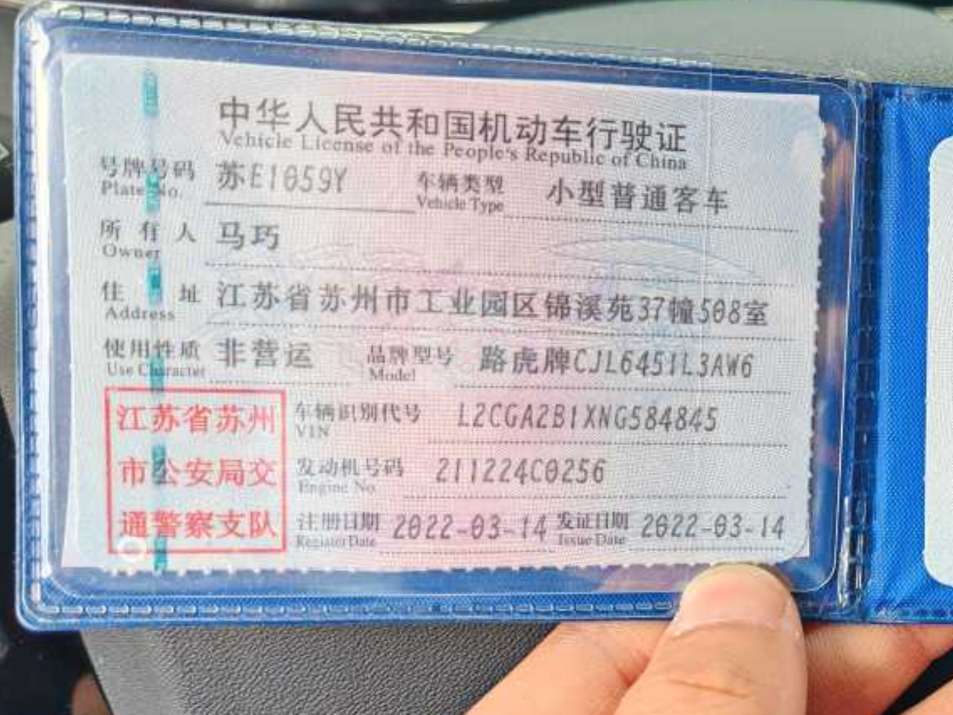 中华人民共和国机动车行驶证
Vehicle License of the People's Republic of China
号牌号码 苏E1059Y 车辆类型 小型普通客车
Plate No. Vehicle Type
所有人 马巧
Owner
住址 江苏省苏州市工业园区锦溪苑37幢508室
Address
使用性质 非营运 品牌型号 路虎牌CJL6451L3AW6
Use Character Model
江苏省苏州 车辆识别代号 L2CGA2B1XNG584845
VIN
市公安局交 发动机号码 211224C0256
Engine No.
通警察支队 注册日期 2022-03-14 发证日期 2022-03-14
Register Date Issue Date